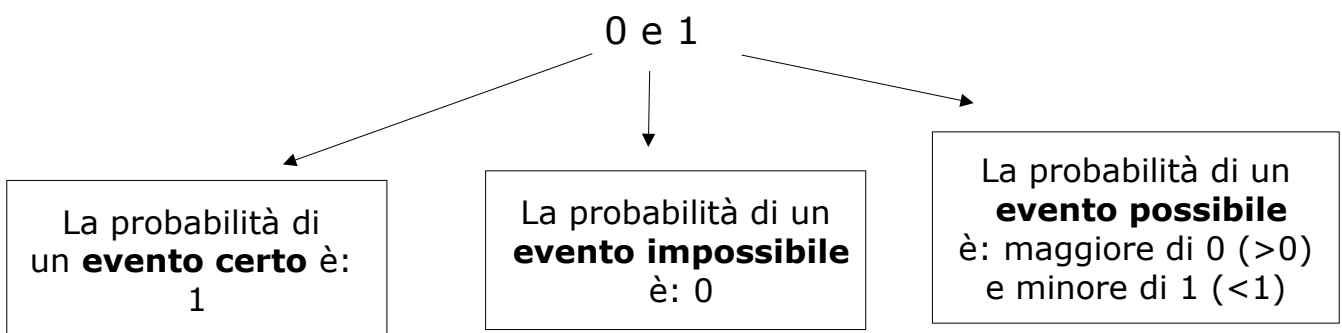 0 e 1
La probabilità di
un evento certo è:
1
La probabilità di un
evento impossibile
è: 0
La probabilità di un
evento possibile
è: maggiore di 0 (>0)
e minore di 1 (<1)